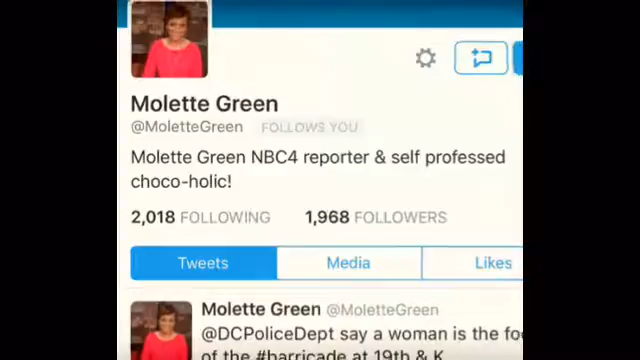 Molette Green
@MoletteGreen FOLLOWS YOU
Molette Green NBC4 reporter & self professed
choco-holic!
2,018 FOLLOWING 1,968 FOLLOWERS
Tweets Media Likes
Molette Green @MoletteGreen
@DCPoliceDept say a woman is the fo
of the #barricade at 19th & K